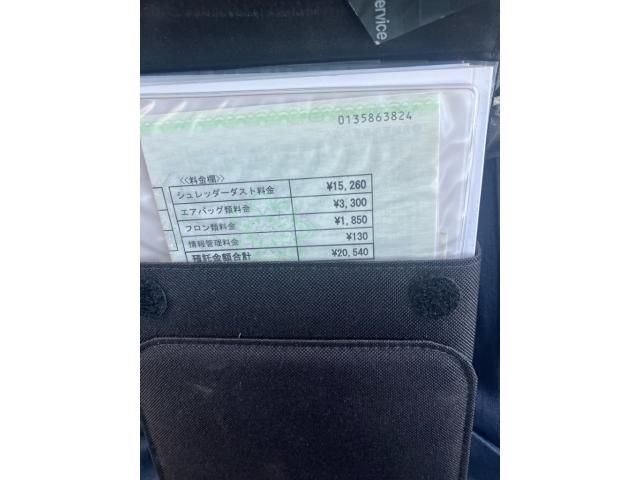 ervice
0135863824
<<料金欄>>
シュレッダーダスト料金 ¥15,260
エアバッグ類料金 ¥3,300
フロン類料金 ¥1,850
情報管理料金 ¥130
預託金額合計 ¥20,540